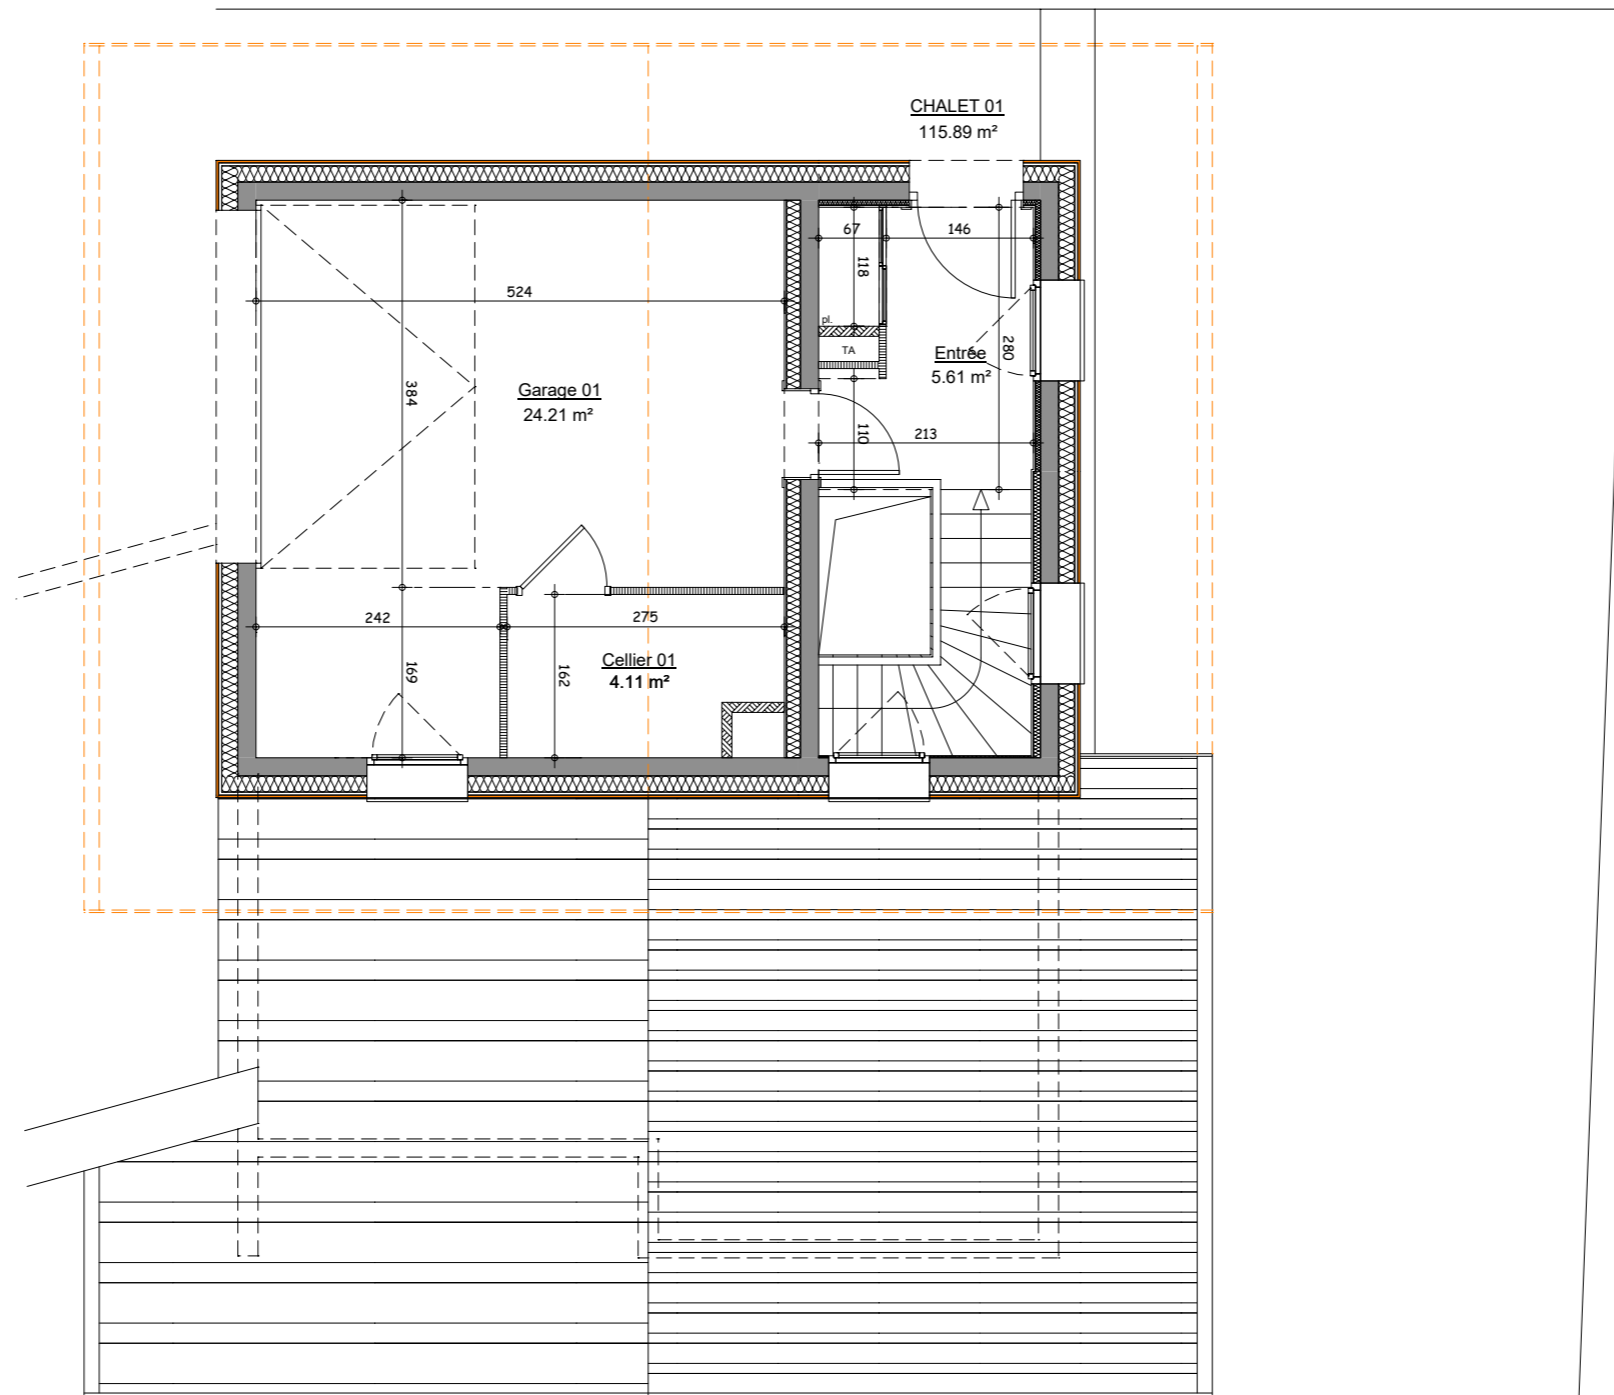 CHALET 01
115.89 m²
67
146
118
524
pl.
TA
Entrée
5.61 m²
280
Garage 01
24.21 m²
384
110
213
242
275
Cellier 01
4.11 m²
169
162